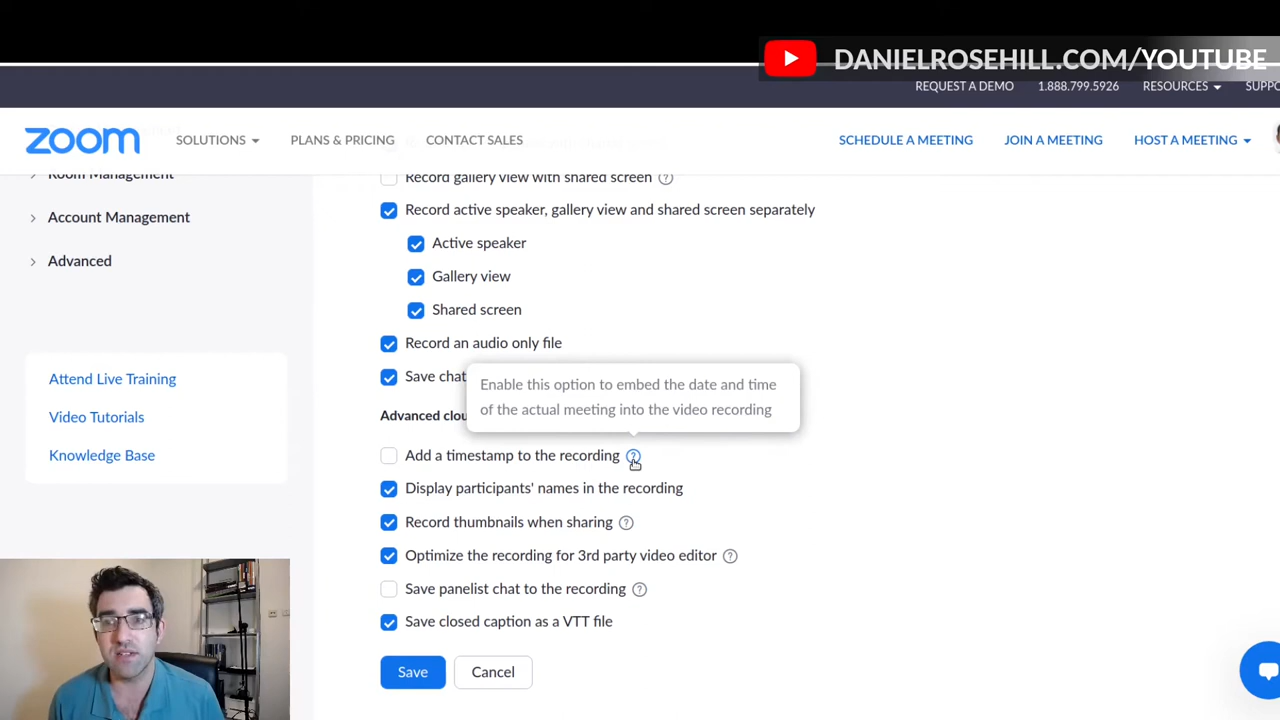 DANIELROSEHILL.COM/YOUTUBE
REQUEST A DEMO 1.888.799.5926 RESOURCES
zoom SOLUTIONS PLANS & PRICING CONTACT SALES SCHEDULE A MEETING JOIN A MEETING HOST A MEETING
Room Management
Account Management
Advanced
Attend Live Training
Video Tutorials
Knowledge Base
Record gallery view with shared screen ?
Record active speaker, gallery view and shared screen separately
Active speaker
Gallery view
Shared screen
Record an audio only file
Save chat
Enable this option to embed the date and time
of the actual meeting into the video recording
Advanced
Add a timestamp to the recording ?
Display participants' names in the recording
Record thumbnails when sharing ?
Optimize the recording for 3rd party video editor ?
Save panelist chat to the recording ?
Save closed caption as a VTT file
Save Cancel